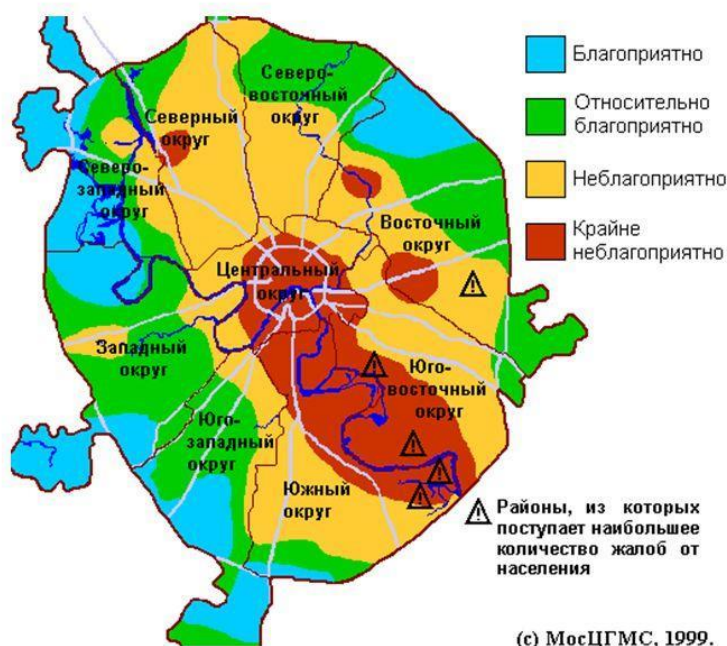 Благоприятно
Относительно
благоприятно
Неблагоприятно
Крайне
неблагоприятно
Северо-
восточный
округ
Северный
округ
Северо-
западный
округ
Восточный
округ
Центральный
округ
Западный
округ
Юго-
восточный
округ
Юго-
западный
округ
Южный
округ
Районы, из которых
поступает наибольшее
количество жалоб от
населения
(с) МосЦГМС, 1999.